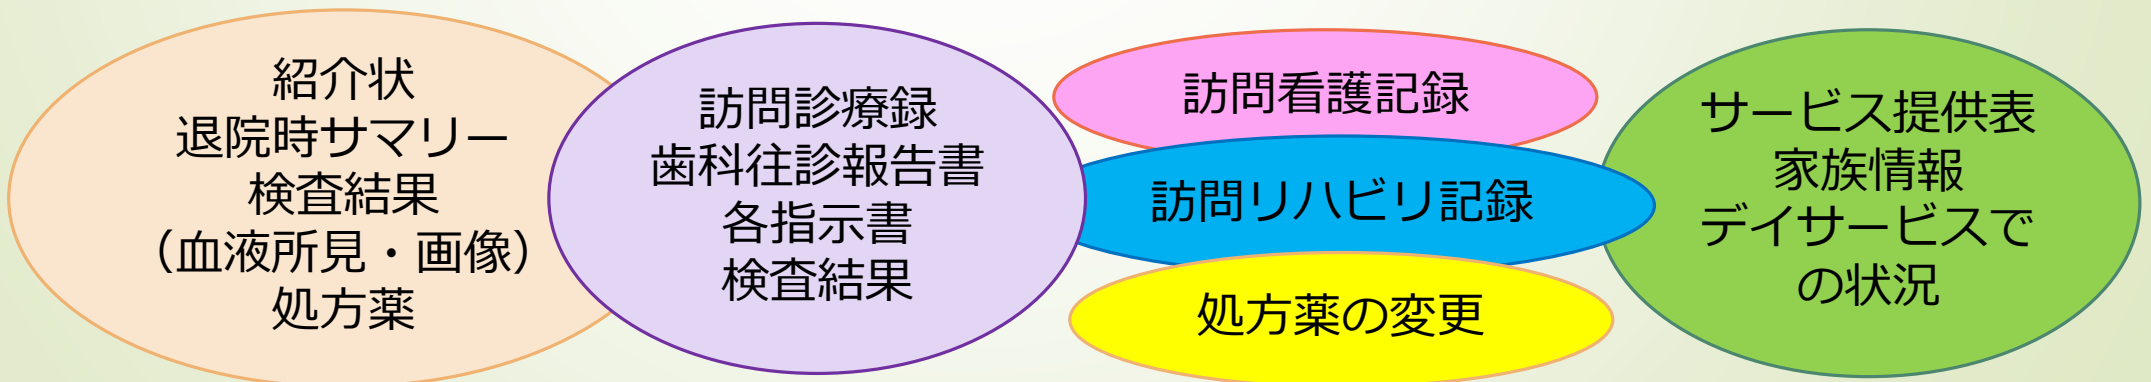 紹介状
退院時サマリー
検査結果
（血液所見・画像）
処方薬
訪問診療録
歯科往診報告書
各指示書
検査結果
訪問看護記録
訪問リハビリ記録
処方薬の変更
サービス提供表
家族情報
デイサービスで
の状況